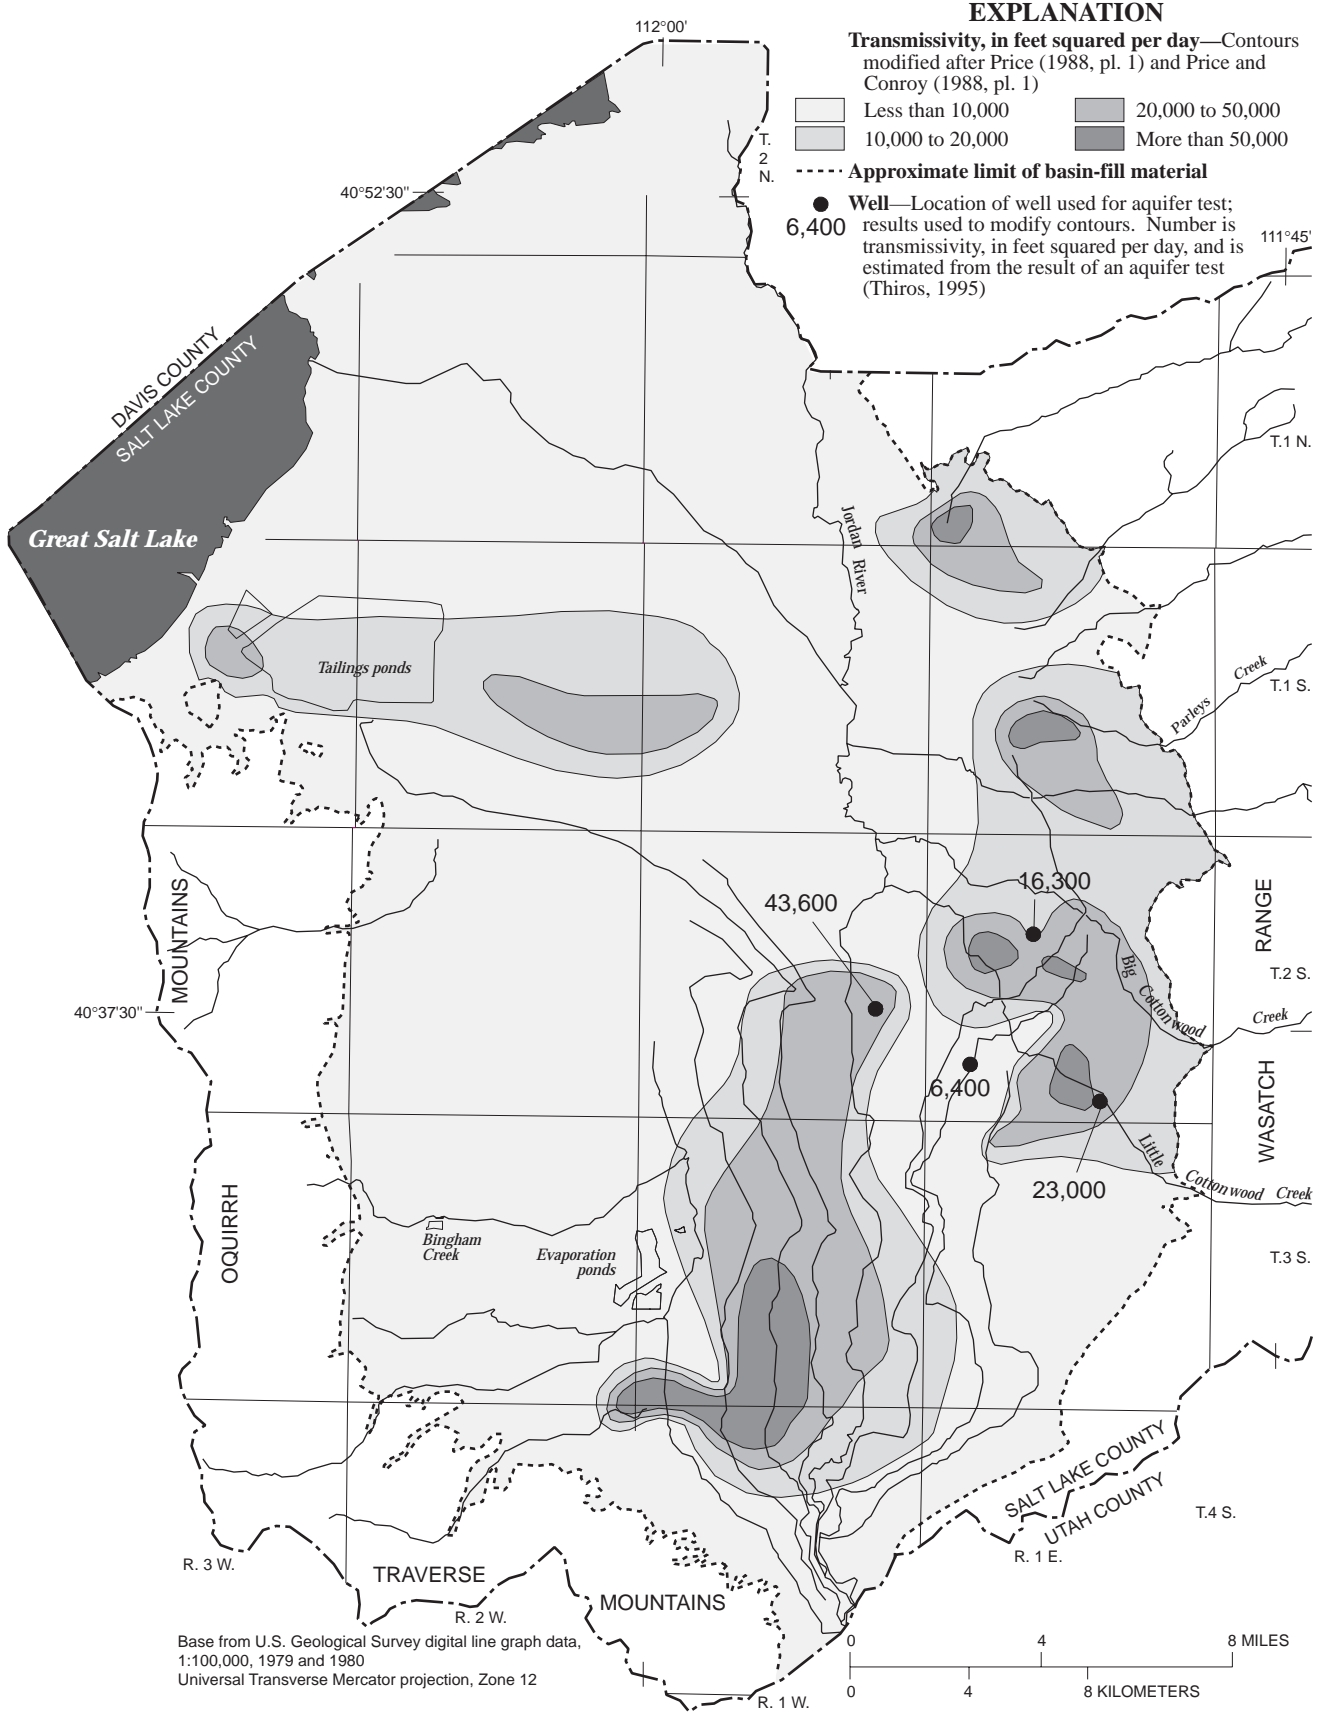 EXPLANATION
Transmissivity, in feet squared per day—Contours
modified after Price (1988, pl. 1) and Price and
Conroy (1988, pl. 1)
Less than 10,000
20,000 to 50,000
10,000 to 20,000
More than 50,000
Approximate limit of basin-fill material
Well—Location of well used for aquifer test;
6,400
results used to modify contours. Number is
transmissivity, in feet squared per day, and is
estimated from the result of an aquifer test
(Thiros, 1995)
112°00'
T.
2
N.
40°52'30"
111°45'
DAVIS COUNTY
SALT LAKE COUNTY
T.1 N.
Great Salt Lake
Jordan River
Tailings ponds
Parleys Creek
T.1 S.
16,300
43,600
MOUNTAINS
RANGE
T.2 S.
Big Cottonwood Creek
40°37'30"
6,400
WASATCH
Little Cottonwood Creek
23,000
OQUIRRH
Bingham
Creek
Evaporation
ponds
T.3 S.
SALT LAKE COUNTY
UTAH COUNTY
T.4 S.
R. 1 E.
R. 3 W.
TRAVERSE
MOUNTAINS
R. 2 W.
Base from U.S. Geological Survey digital line graph data,
1:100,000, 1979 and 1980
Universal Transverse Mercator projection, Zone 12
R. 1 W.
0 4 8 MILES
0 4 8 KILOMETERS